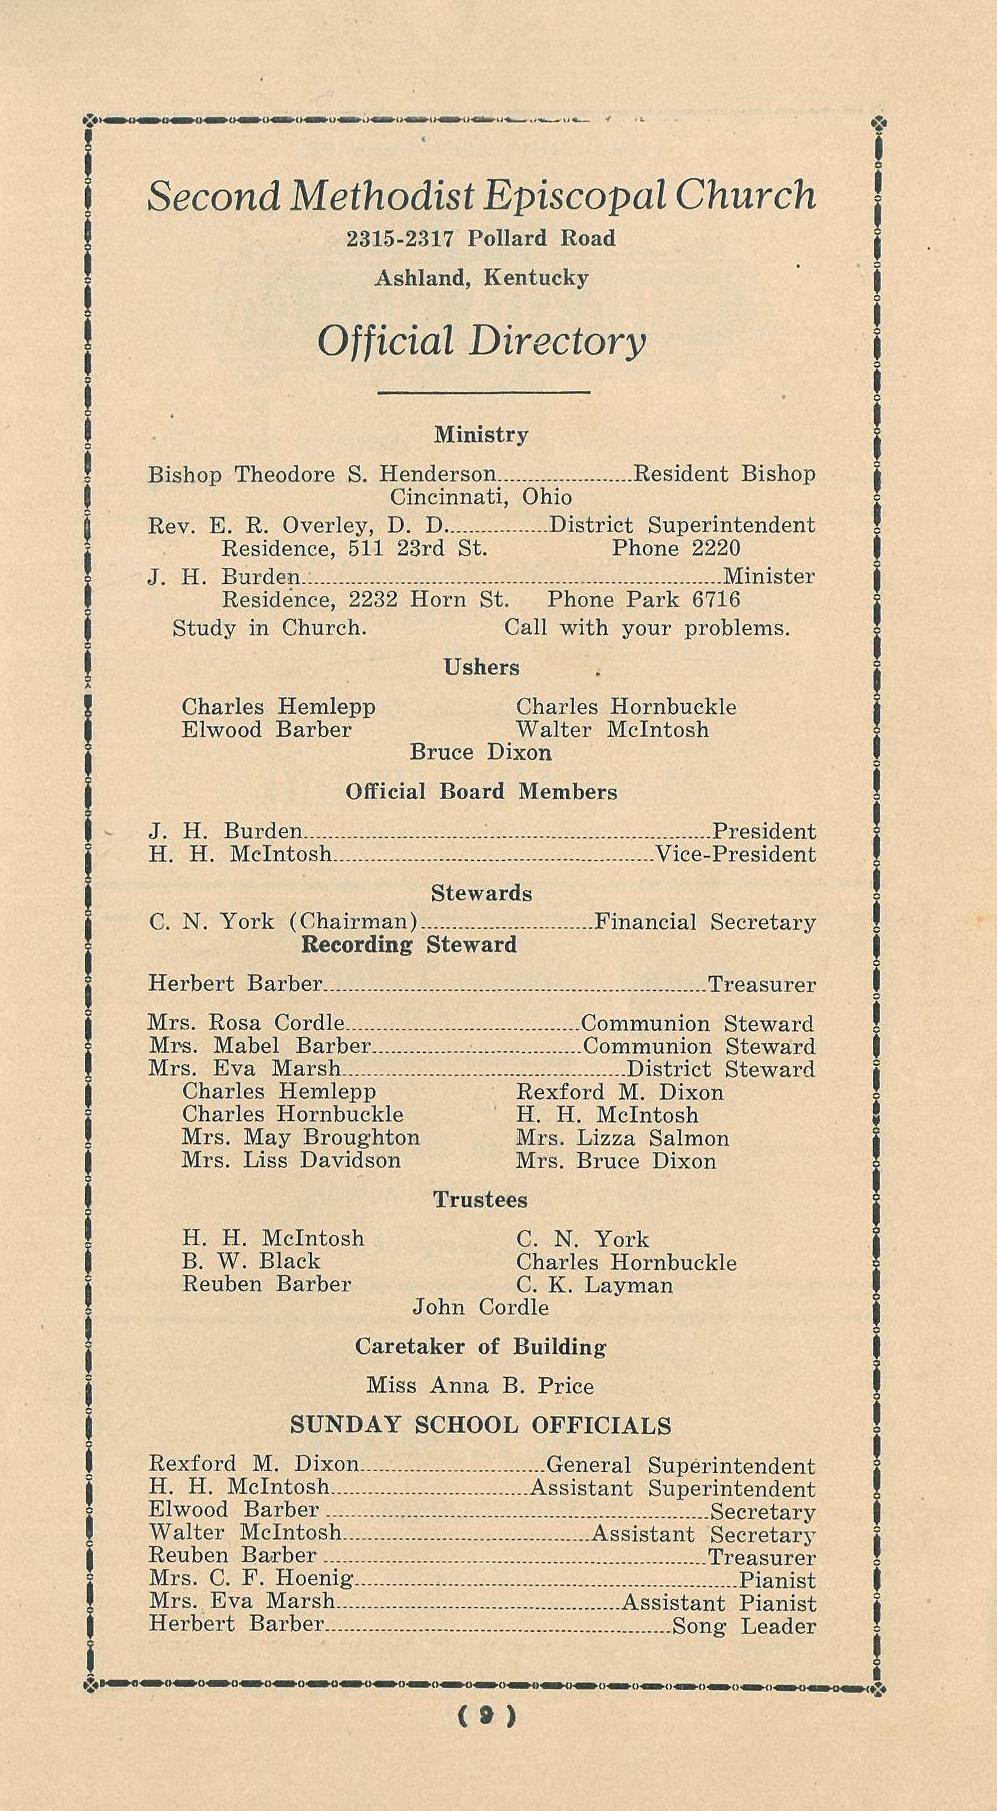 Second Methodist Episcopal Church
2315-2317 Pollard Road
Ashland, Kentucky
Official Directory
Ministry
Bishop Theodore S. Henderson......................Resident Bishop
Cincinnati, Ohio
Rev. E. R. Overley, D. D.................District Superintendent
Residence, 511 23rd St. Phone 2220
J. H. Burden..................................................................Minister
Residence, 2232 Horn St. Phone Park 6716
Study in Church. Call with your problems.
Ushers
Charles Hemlepp Charles Hornbuckle
Elwood Barber Walter McIntosh
Bruce Dixon
Official Board Members
J. H. Burden..................................................................President
H. H. McIntosh....................................................Vice-President
Stewards
C. N. York (Chairman)............................Financial Secretary
Recording Steward
Herbert Barber..............................................................Treasurer
Mrs. Rosa Cordle......................................Communion Steward
Mrs. Mabel Barber..................................Communion Steward
Mrs. Eva Marsh..............................................District Steward
Charles Hemlepp Rexford M. Dixon
Charles Hornbuckle H. H. McIntosh
Mrs. May Broughton Mrs. Lizza Salmon
Mrs. Liss Davidson Mrs. Bruce Dixon
Trustees
H. H. McIntosh C. N. York
B. W. Black Charles Hornbuckle
Reuben Barber C. K. Layman
John Cordle
Caretaker of Building
Miss Anna B. Price
SUNDAY SCHOOL OFFICIALS
Rexford M. Dixon..............................General Superintendent
H. H. McIntosh................................Assistant Superintendent
Elwood Barber ..............................................................Secretary
Walter McIntosh........................................Assistant Secretary
Reuben Barber ..............................................................Treasurer
Mrs. C. F. Hoenig..............................................................Pianist
Mrs. Eva Marsh..............................................Assistant Pianist
Herbert Barber........................................................Song Leader
( 9 )